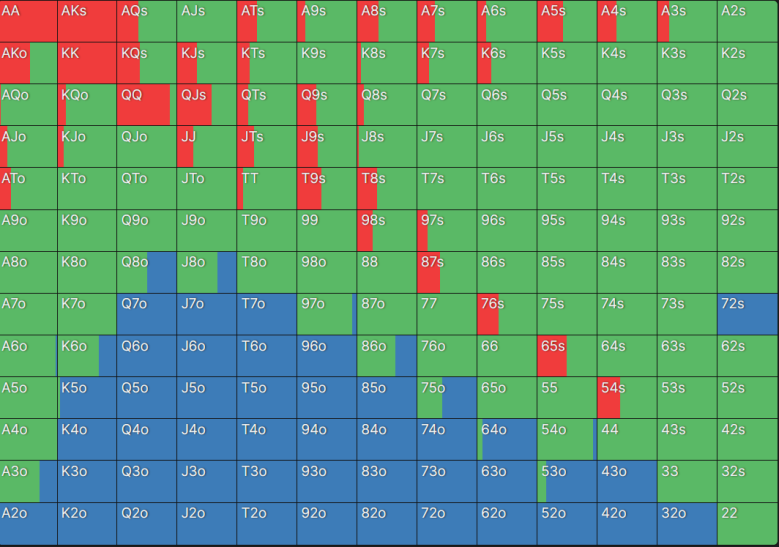 AA AKs AQs AJs ATs A9s A8s A7s A6s A5s A4s A3s A2s
AKo KK KQs KJs KTs K9s K8s K7s K6s K5s K4s K3s K2s
AQo KQo QQ QJs QTs Q9s Q8s Q7s Q6s Q5s Q4s Q3s Q2s
AJo KJo QJo JJ JTs J9s J8s J7s J6s J5s J4s J3s J2s
ATo KTo QTo JTo TT T9s T8s T7s T6s T5s T4s T3s T2s
A9o K9o Q9o J9o T9o 99 98s 97s 96s 95s 94s 93s 92s
A8o K8o Q8o J8o T8o 98o 88 87s 86s 85s 84s 83s 82s
A7o K7o Q7o J7o T7o 97o 87o 77 76s 75s 74s 73s 72s
A6o K6o Q6o J6o T6o 96o 86o 76o 66 65s 64s 63s 62s
A5o K5o Q5o J5o T5o 95o 85o 75o 65o 55 54s 53s 52s
A4o K4o Q4o J4o T4o 94o 84o 74o 64o 54o 44 43s 42s
A3o K3o Q3o J3o T3o 93o 83o 73o 63o 53o 43o 33 32s
A2o K2o Q2o J2o T2o 92o 82o 72o 62o 52o 42o 32o 22